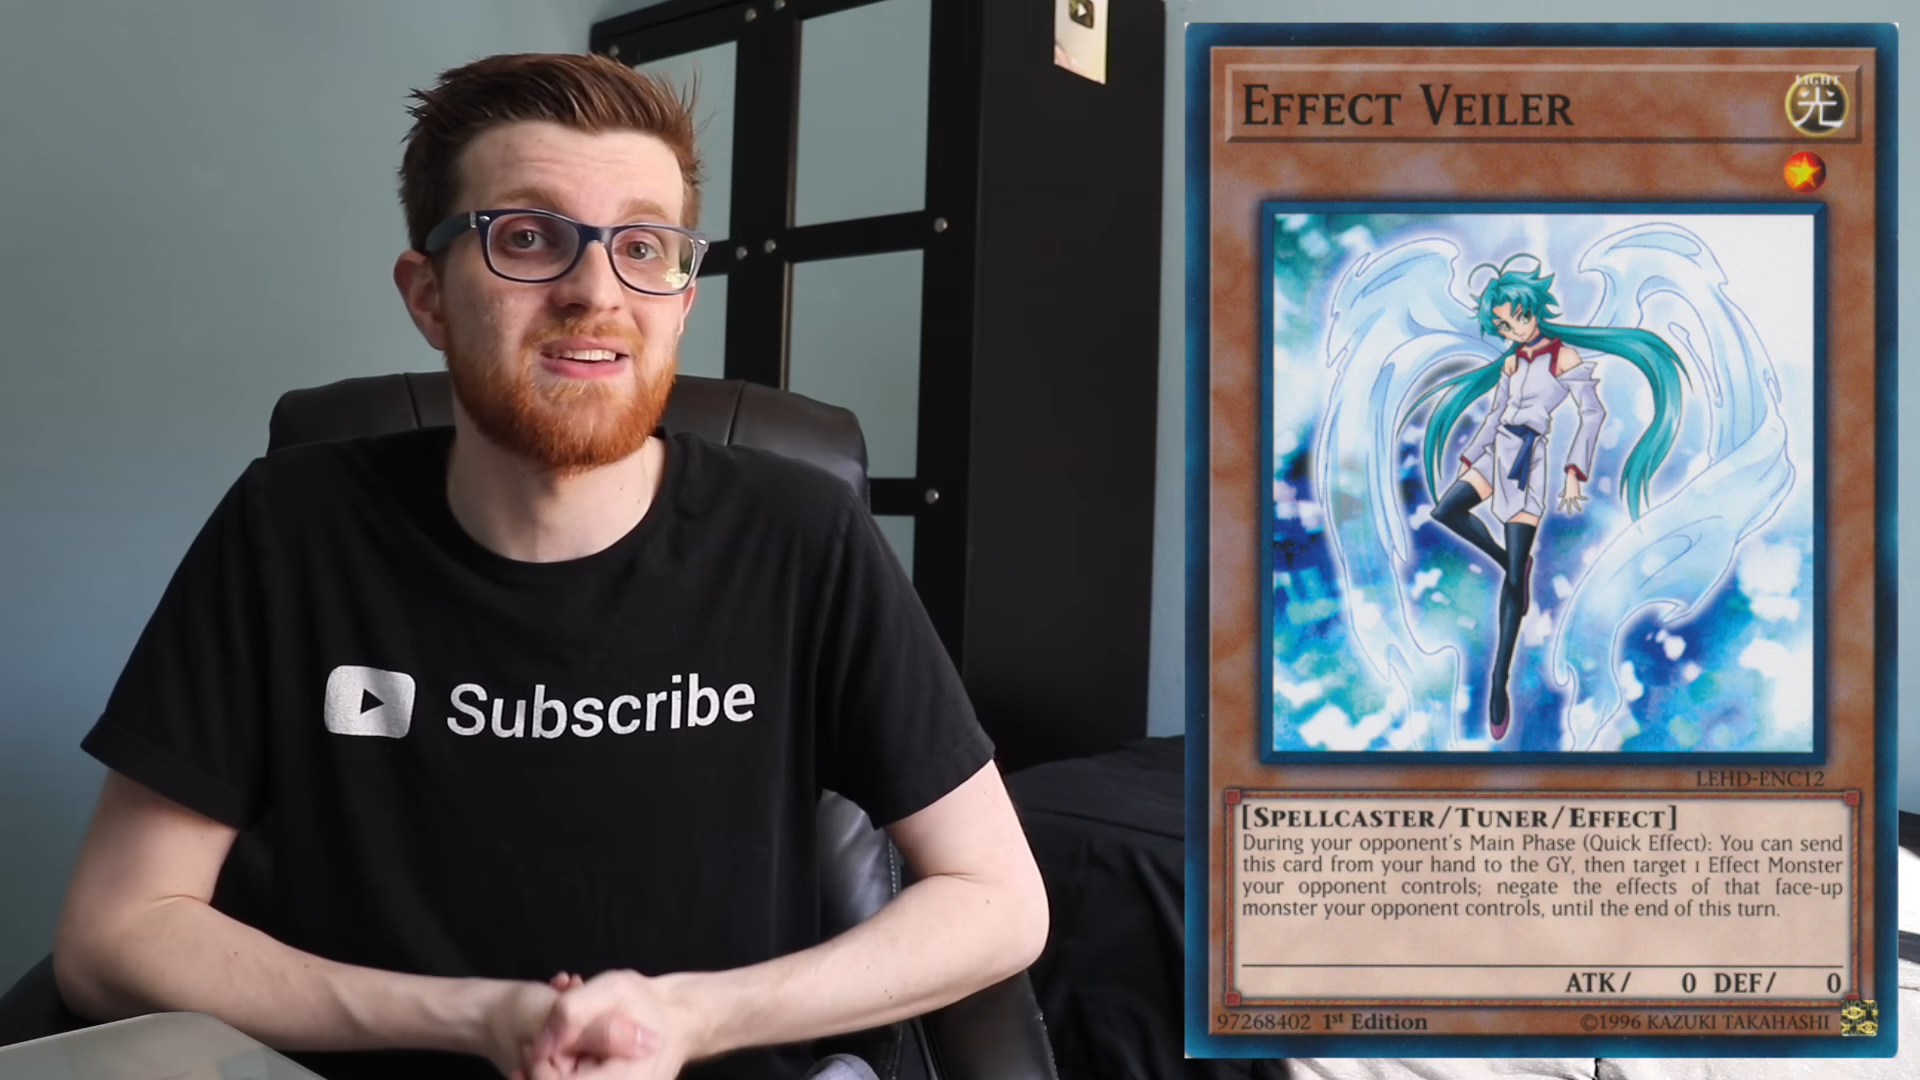 Subscribe
EFFECT VEILER
LIGHT
光
LEHD-ENC12
[SPELLCASTER/TUNER/EFFECT]
During your opponent's Main Phase (Quick Effect): You can send
this card from your hand to the GY, then target 1 Effect Monster
your opponent controls; negate the effects of that face-up
monster your opponent controls, until the end of this turn.
ATK/ 0 DEF/ 0
97268402 1st Edition ©1996 KAZUKI TAKAHASHI